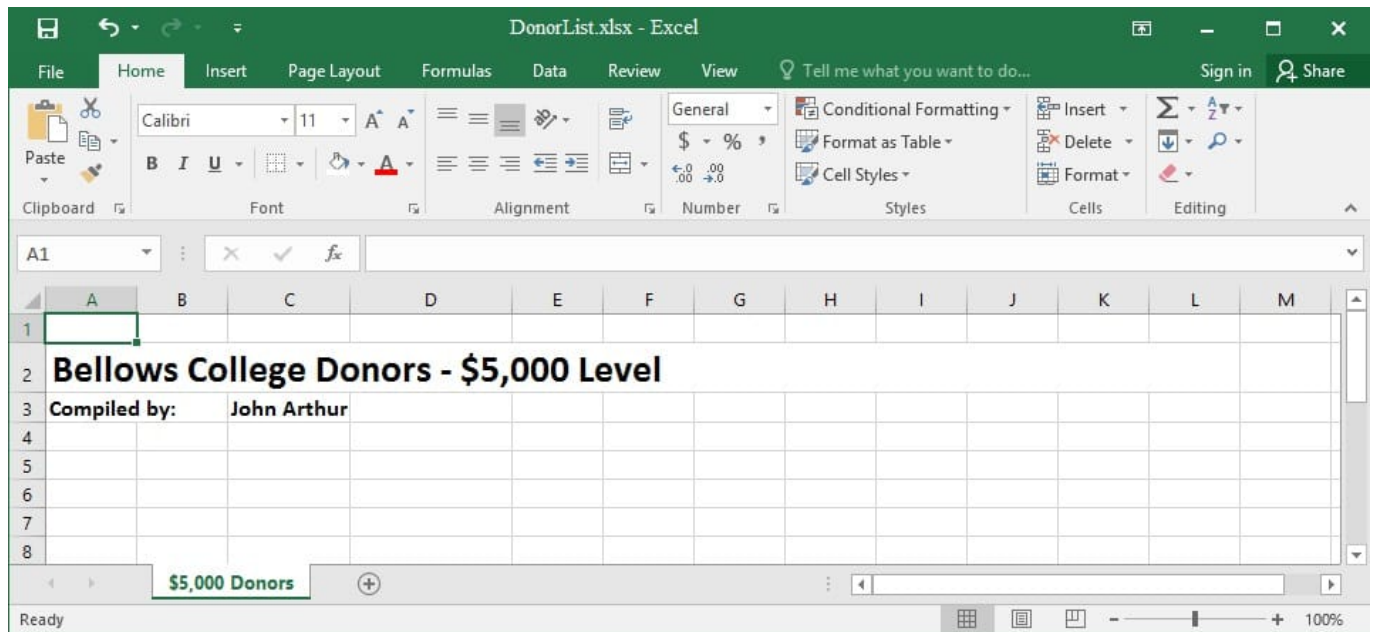 DonorList.xlsx - Excel
File Home Insert Page Layout Formulas Data Review View Tell me what you want to do... Sign in Share
Calibri 11 A A General Conditional Formatting Insert Σ A Z
Paste $ % , Format as Table Delete
B I U A .00 .0 Cell Styles Format
Clipboard Font Alignment Number Styles Cells Editing
A1 fx
A B C D E F G H I J K L M
1
2 Bellows College Donors - $5,000 Level
3 Compiled by: John Arthur
4
5
6
7
8
$5,000 Donors
Ready 100%